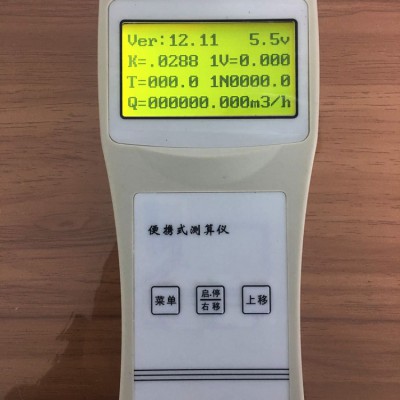 Ver:12.11 5.5v
K=.0288 1V=0.000
T=000.0 1N0000.0
Q=000000.000m3/h
便携式测算仪
菜单
启.停
右移
上移